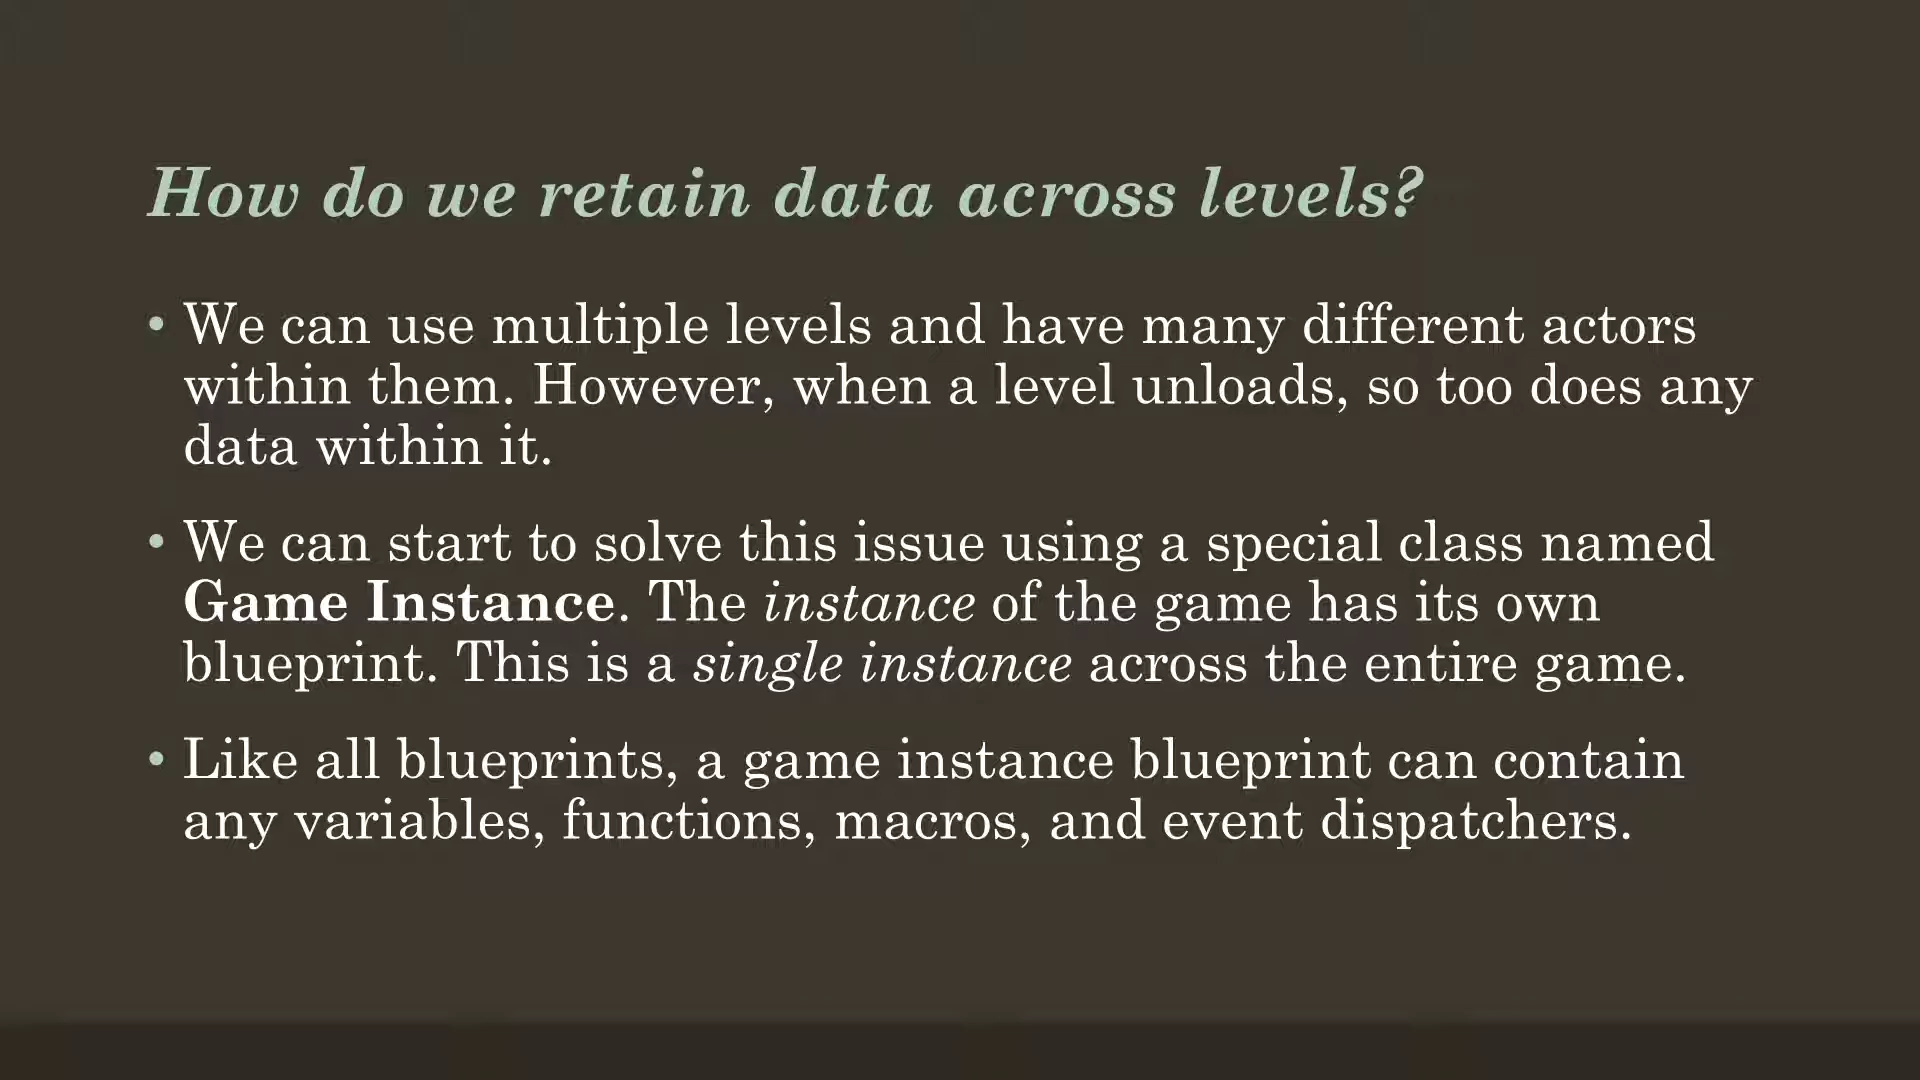 How do we retain data across levels?
• We can use multiple levels and have many different actors
within them. However, when a level unloads, so too does any
data within it.
• We can start to solve this issue using a special class named
Game Instance. The instance of the game has its own
blueprint. This is a single instance across the entire game.
• Like all blueprints, a game instance blueprint can contain
any variables, functions, macros, and event dispatchers.